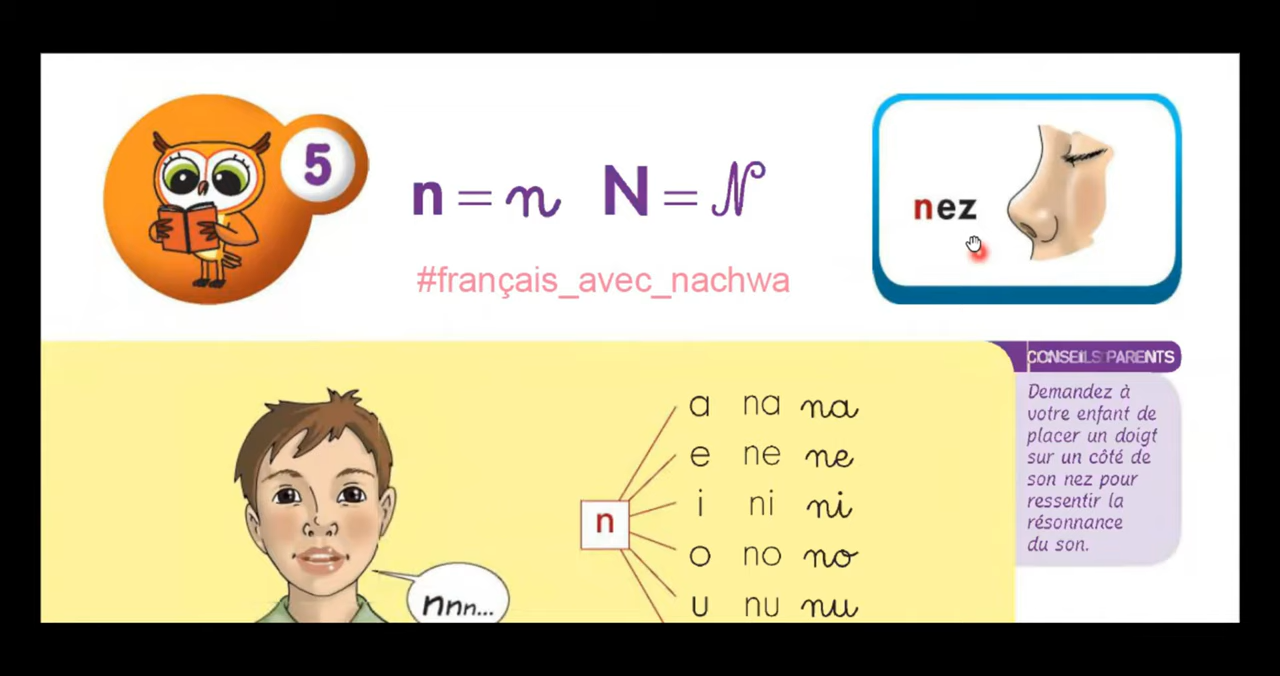 5
n = n N = N
nez
#français_avec_nachwa
CONSEILS PARENTS
Demandez à
votre enfant de
placer un doigt
sur un côté de
son nez pour
ressentir la
résonnance
du son.
n
a na na
e ne ne
i ni ni
o no no
u nu nu
nnn...